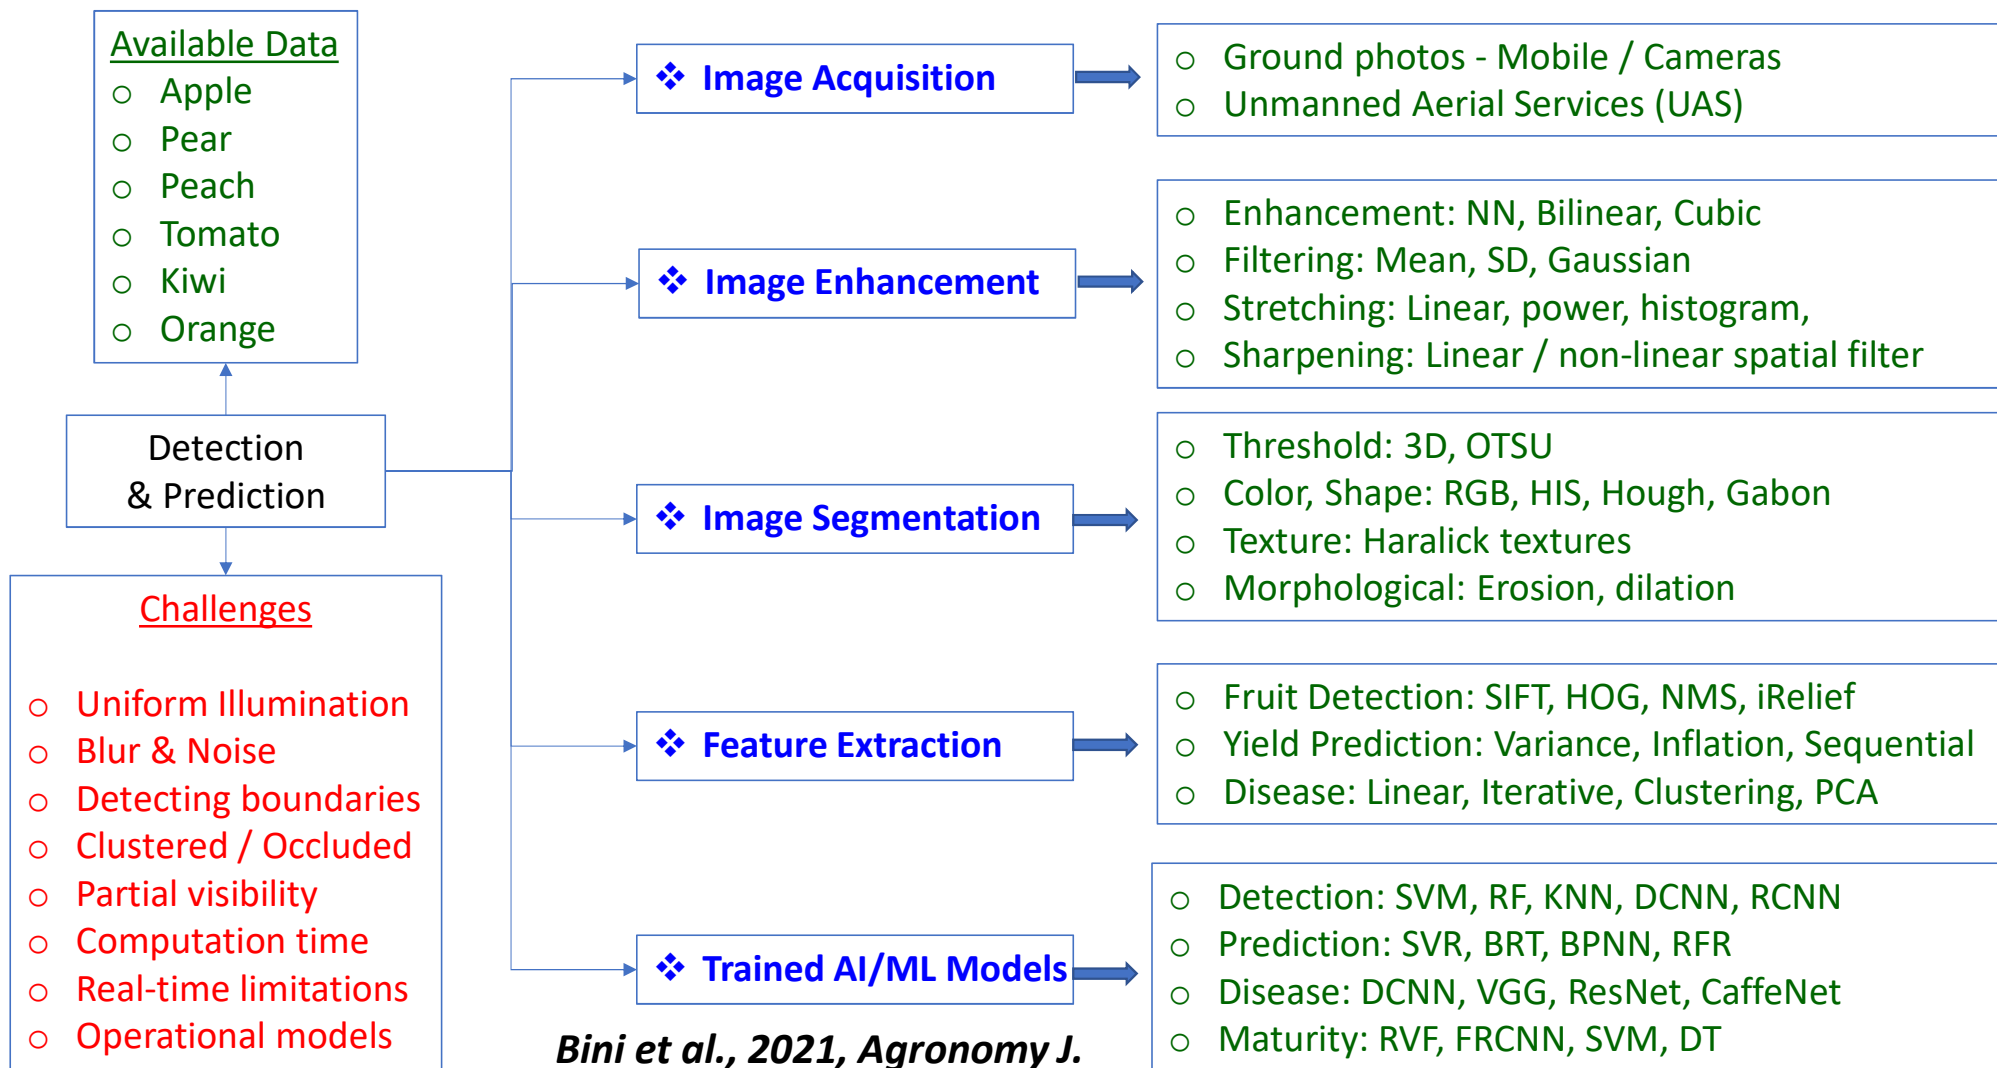 Available Data
o Apple
o Pear
o Peach
o Tomato
o Kiwi
o Orange
Detection
& Prediction
Challenges
o Uniform Illumination
o Blur & Noise
o Detecting boundaries
o Clustered / Occluded
o Partial visibility
o Computation time
o Real-time limitations
o Operational models
❖ Image Acquisition
o Ground photos - Mobile / Cameras
o Unmanned Aerial Services (UAS)
❖ Image Enhancement
o Enhancement: NN, Bilinear, Cubic
o Filtering: Mean, SD, Gaussian
o Stretching: Linear, power, histogram,
o Sharpening: Linear / non-linear spatial filter
❖ Image Segmentation
o Threshold: 3D, OTSU
o Color, Shape: RGB, HIS, Hough, Gabon
o Texture: Haralick textures
o Morphological: Erosion, dilation
❖ Feature Extraction
o Fruit Detection: SIFT, HOG, NMS, iRelief
o Yield Prediction: Variance, Inflation, Sequential
o Disease: Linear, Iterative, Clustering, PCA
❖ Trained AI/ML Models
o Detection: SVM, RF, KNN, DCNN, RCNN
o Prediction: SVR, BRT, BPNN, RFR
o Disease: DCNN, VGG, ResNet, CaffeNet
o Maturity: RVF, FRCNN, SVM, DT
Bini et al., 2021, Agronomy J.